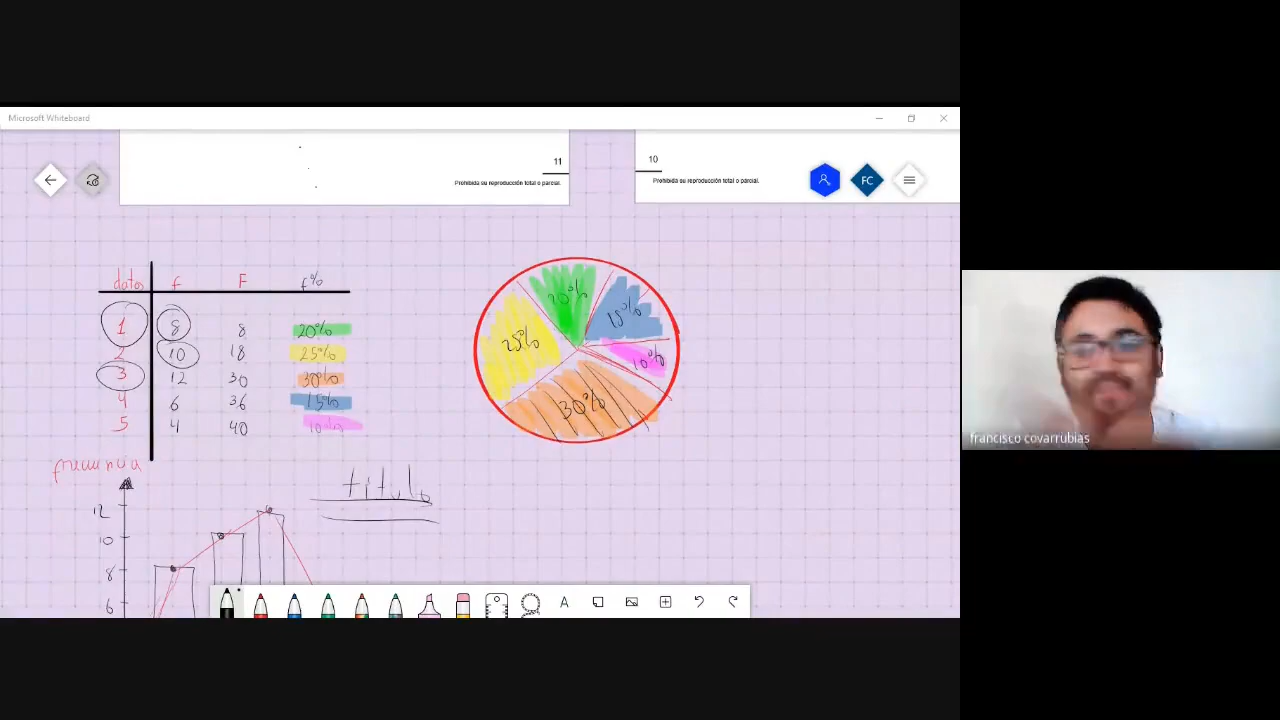 Microsoft Whiteboard
11
Prohibida su reproducción total o parcial.
10
Prohibida su reproducción total o parcial.
FC
datos f F f%
1 8 8 20%
2 10 18 25%
3 12 30 30%
4 6 36 15%
5 4 40 10%
20%
15%
25%
10%
30%
frecuencia
titulo
12
10
8
6
A
francisco covarrubias